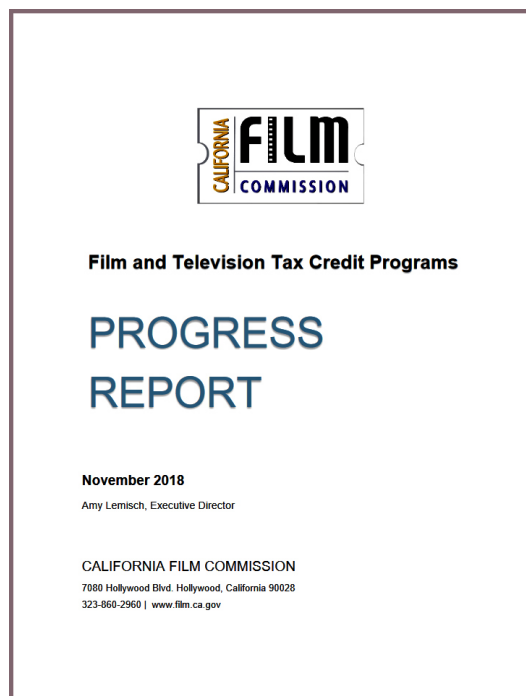 CALIFORNIA
FILM
COMMISSION
Film and Television Tax Credit Programs
PROGRESS
REPORT
November 2018
Amy Lemisch, Executive Director
CALIFORNIA FILM COMMISSION
7080 Hollywood Blvd. Hollywood, California 90028
323-860-2960 | www.film.ca.gov